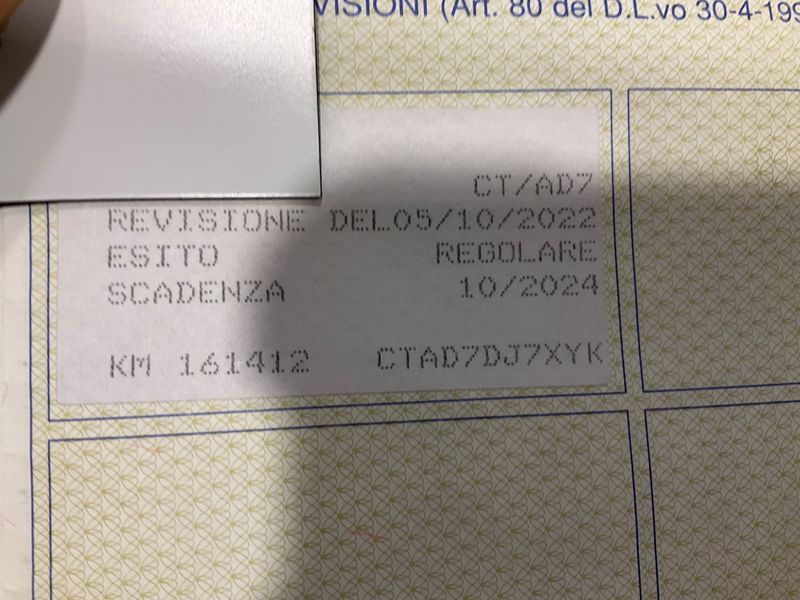 VISIONI (Art. 80 del D.L.vo 30-4-199
CT/AD7
REVISIONE DEL05/10/2022
ESITO REGOLARE
SCADENZA 10/2024
KM 161412 CTAD7DJ7XYK